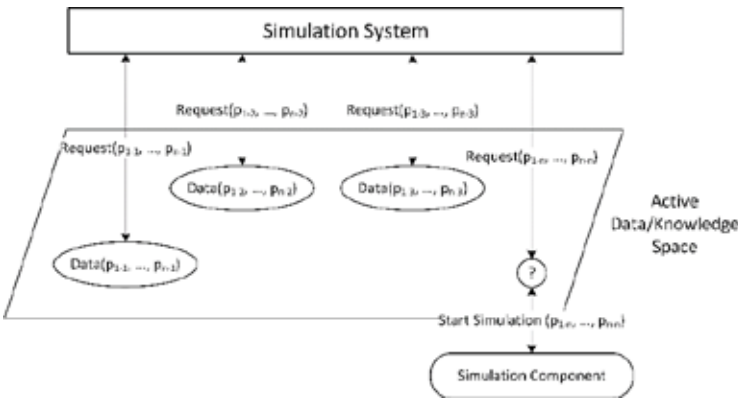 Simulation System
Request(p₁₋₂, ..., pₙ₋₂)
Request(p₁₋₃, ..., pₙ₋₃)
Request(p₁₋₁, ..., pₙ₋₁)
Request(p₁₋ₙ, ..., pₙ₋ₙ)
Data(p₁₋₂, ..., pₙ₋₂)
Data(p₁₋₃, ..., pₙ₋₃)
Active
Data/Knowledge
Space
Data(p₁₋₁, ..., pₙ₋₁)
?
Start Simulation (p₁₋ₙ, ..., pₙ₋ₙ)
Simulation Component